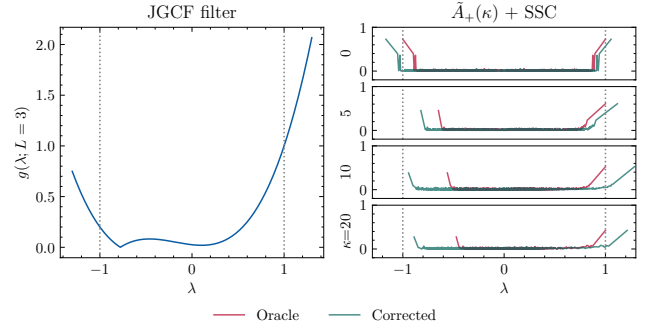 JGCF filter
Ã₊(κ) + SSC
g(λ; L = 3)
2.0
1.5
1.0
0.5
0.0
−1
0
1
λ
0
1
0
5
1
0
10
1
0
κ=20
1
0
−1
0
1
λ
Oracle
Corrected